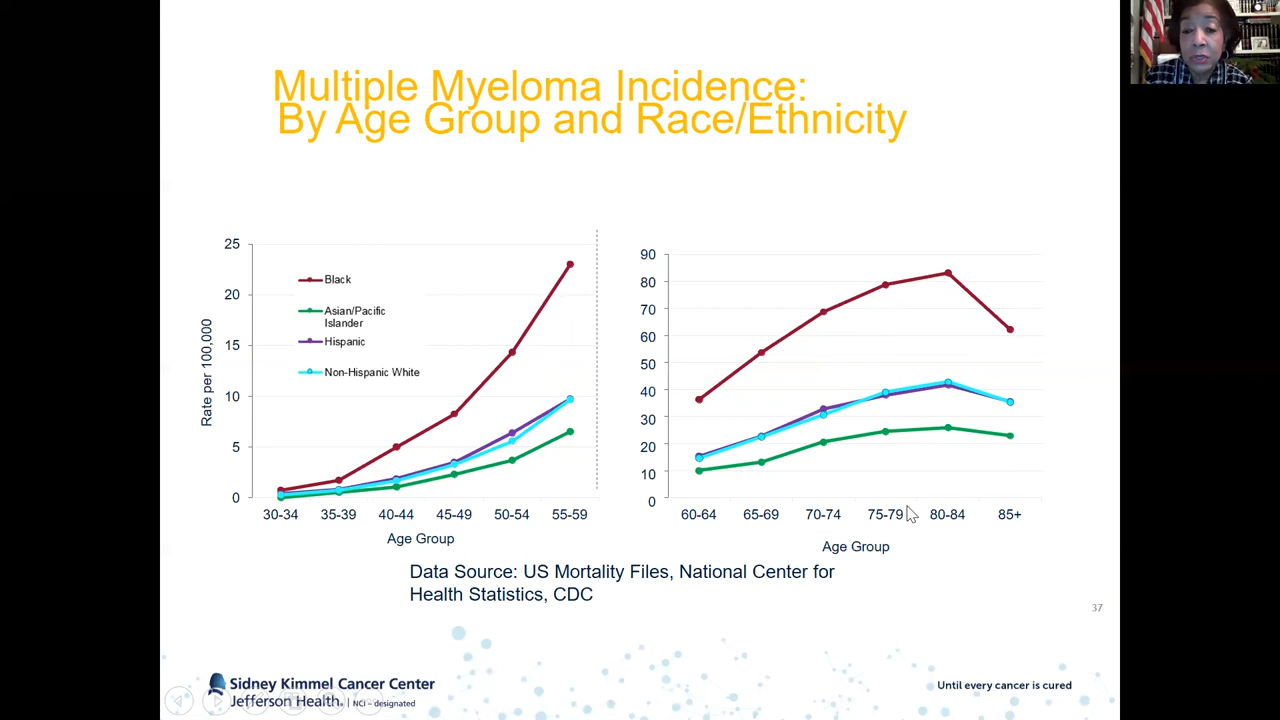 Multiple Myeloma Incidence:
By Age Group and Race/Ethnicity
25
20
15
10
5
0
Rate per 100,000
Black
Asian/Pacific
Islander
Hispanic
Non-Hispanic White
30-34 35-39 40-44 45-49 50-54 55-59
Age Group
90
80
70
60
50
40
30
20
10
0
60-64 65-69 70-74 75-79 80-84 85+
Age Group
Data Source: US Mortality Files, National Center for
Health Statistics, CDC
37
Sidney Kimmel Cancer Center
Jefferson Health. | NCI – designated
Until every cancer is cured